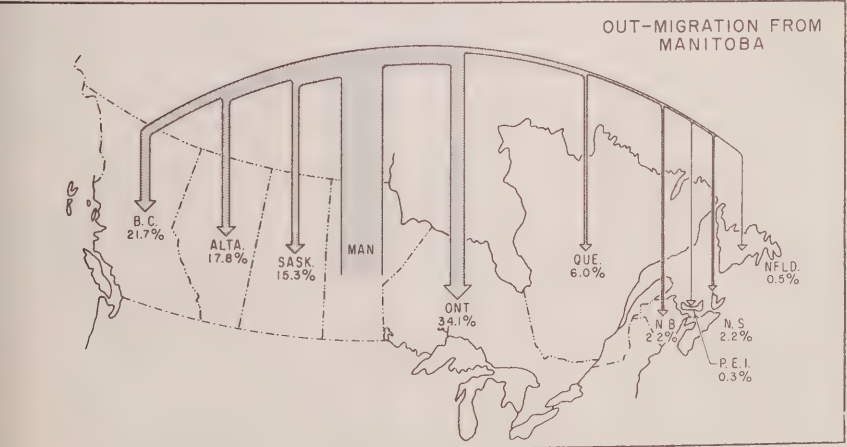 OUT-MIGRATION FROM
MANITOBA
B.C.
21.7%
ALTA.
17.8%
SASK.
15.3%
MAN
ONT
34.1%
QUE.
6.0%
N B
2.2%
P.E.I.
0.3%
N.S
2.2%
NFLD.
0.5%